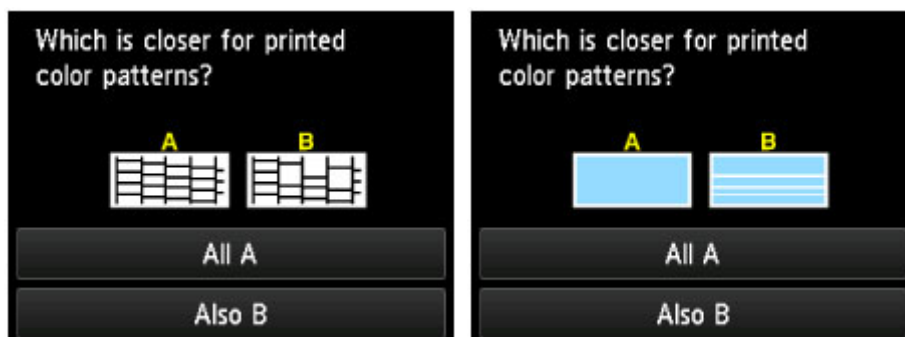 Which is closer for printed
color patterns?
A B
All A
Also B
Which is closer for printed
color patterns?
A B
All A
Also B